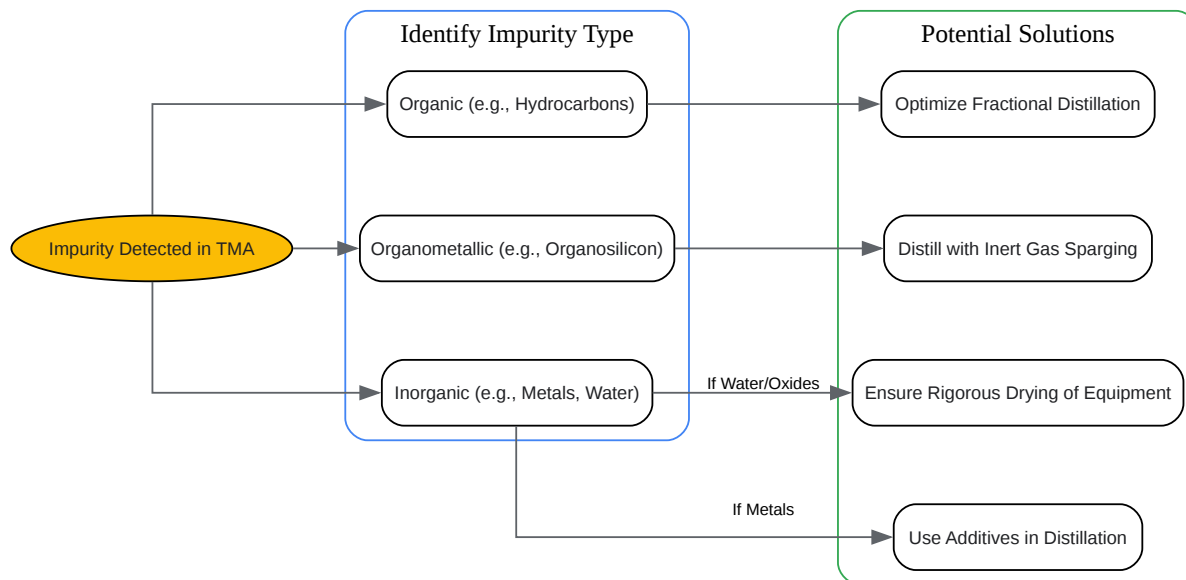 Identify Impurity Type
Potential Solutions
Organic (e.g., Hydrocarbons)
Optimize Fractional Distillation
Impurity Detected in TMA
Organometallic (e.g., Organosilicon)
Distill with Inert Gas Sparging
Inorganic (e.g., Metals, Water)
If Water/Oxides
Ensure Rigorous Drying of Equipment
If Metals
Use Additives in Distillation